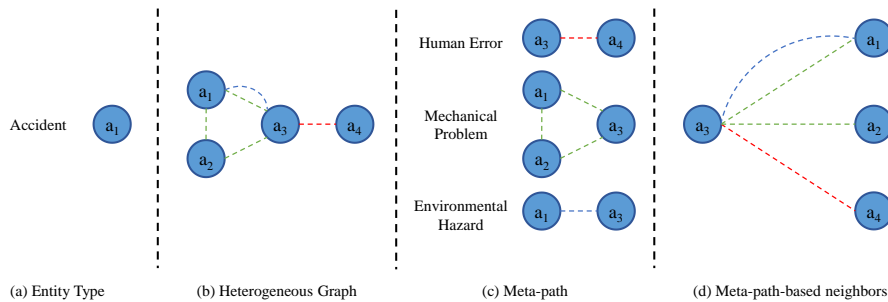 Accident
a1
a1
a2
a3
a4
Human Error
a3
a4
Mechanical
Problem
a1
a2
a3
Environmental
Hazard
a1
a3
a3
a1
a2
a4
(a) Entity Type
(b) Heterogeneous Graph
(c) Meta-path
(d) Meta-path-based neighbors